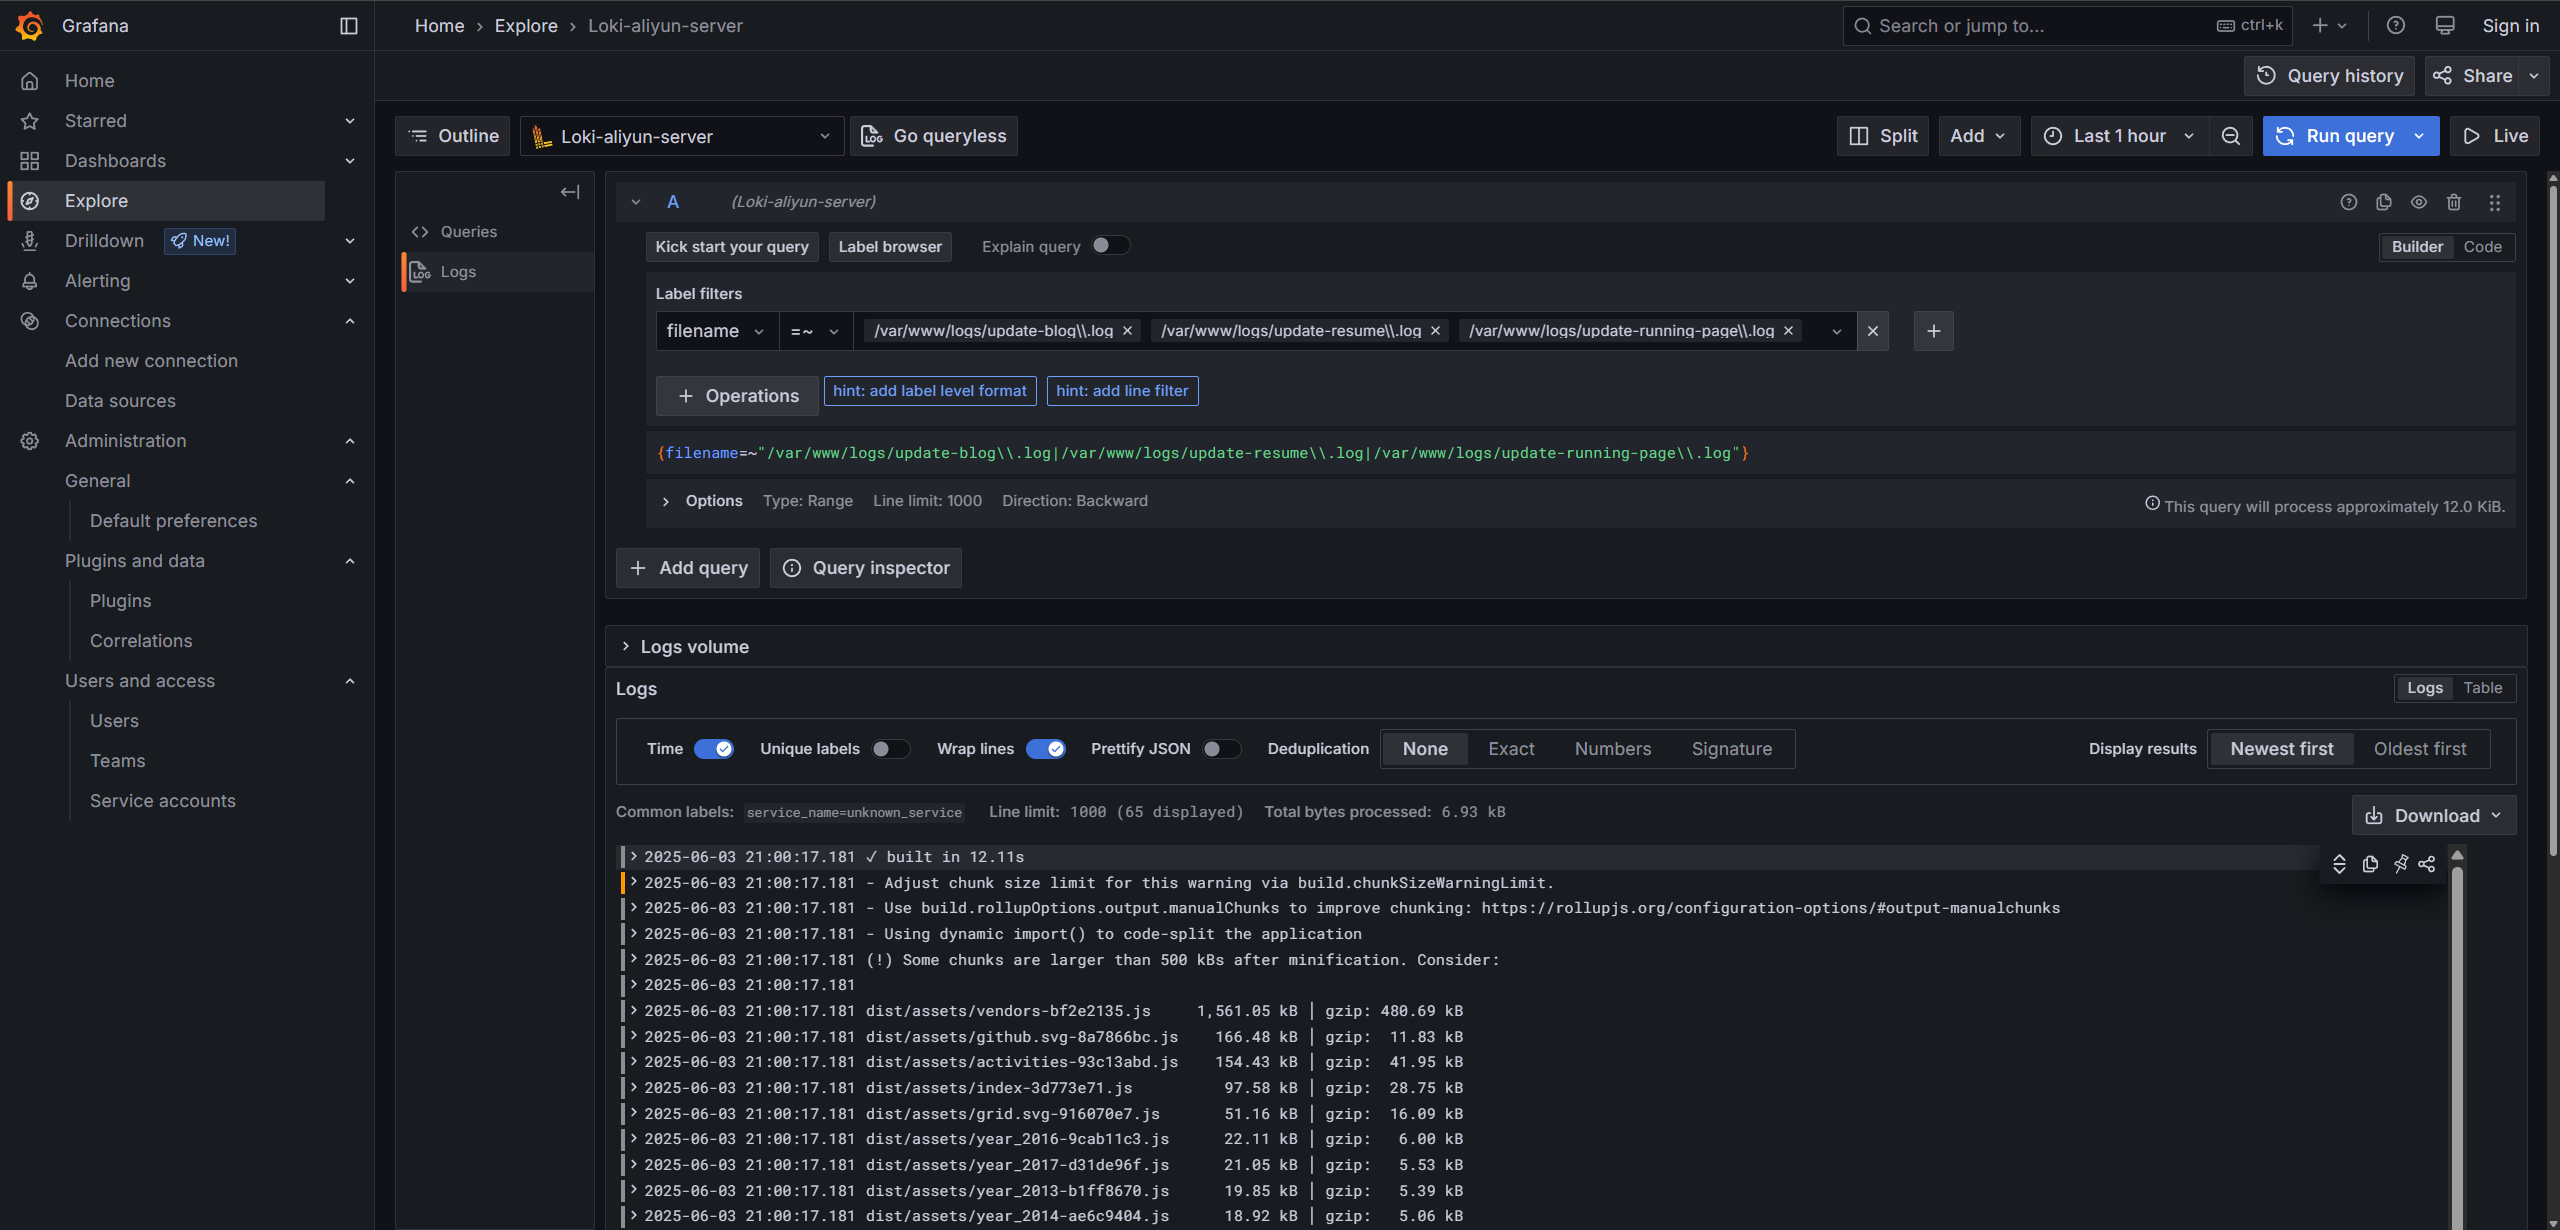 Grafana
Home › Explore › Loki-aliyun-server
Search or jump to... ctrl+k
Sign in
Home
Starred
Dashboards
Explore
Drilldown New!
Alerting
Connections
Add new connection
Data sources
Administration
General
Default preferences
Plugins and data
Plugins
Correlations
Users and access
Users
Teams
Service accounts
Query history Share
Outline Loki-aliyun-server LOG Go queryless Split Add Last 1 hour Run query Live
Queries
LOG Logs
A (Loki-aliyun-server)
Kick start your query Label browser Explain query Builder Code
Label filters
filename =~ /var/www/logs/update-blog\\.log × /var/www/logs/update-resume\\.log × /var/www/logs/update-running-page\\.log ×
+ Operations hint: add label level format hint: add line filter
{filename=~"/var/www/logs/update-blog\\.log|/var/www/logs/update-resume\\.log|/var/www/logs/update-running-page\\.log"}
Options Type: Range Line limit: 1000 Direction: Backward This query will process approximately 12.0 KiB.
+ Add query Query inspector
Logs volume
Logs Logs Table
Time Unique labels Wrap lines Prettify JSON Deduplication None Exact Numbers Signature Display results Newest first Oldest first
Common labels: service_name=unknown_service Line limit: 1000 (65 displayed) Total bytes processed: 6.93 kB Download
2025-06-03 21:00:17.181 ✓ built in 12.11s
2025-06-03 21:00:17.181 - Adjust chunk size limit for this warning via build.chunkSizeWarningLimit.
2025-06-03 21:00:17.181 - Use build.rollupOptions.output.manualChunks to improve chunking: https://rollupjs.org/configuration-options/#output-manualchunks
2025-06-03 21:00:17.181 - Using dynamic import() to code-split the application
2025-06-03 21:00:17.181 (!) Some chunks are larger than 500 kBs after minification. Consider:
2025-06-03 21:00:17.181
2025-06-03 21:00:17.181 dist/assets/vendors-bf2e2135.js 1,561.05 kB │ gzip: 480.69 kB
2025-06-03 21:00:17.181 dist/assets/github.svg-8a7866bc.js 166.48 kB │ gzip: 11.83 kB
2025-06-03 21:00:17.181 dist/assets/activities-93c13abd.js 154.43 kB │ gzip: 41.95 kB
2025-06-03 21:00:17.181 dist/assets/index-3d773e71.js 97.58 kB │ gzip: 28.75 kB
2025-06-03 21:00:17.181 dist/assets/grid.svg-916070e7.js 51.16 kB │ gzip: 16.09 kB
2025-06-03 21:00:17.181 dist/assets/year_2016-9cab11c3.js 22.11 kB │ gzip: 6.00 kB
2025-06-03 21:00:17.181 dist/assets/year_2017-d31de96f.js 21.05 kB │ gzip: 5.53 kB
2025-06-03 21:00:17.181 dist/assets/year_2013-b1ff8670.js 19.85 kB │ gzip: 5.39 kB
2025-06-03 21:00:17.181 dist/assets/year_2014-ae6c9404.js 18.92 kB │ gzip: 5.06 kB